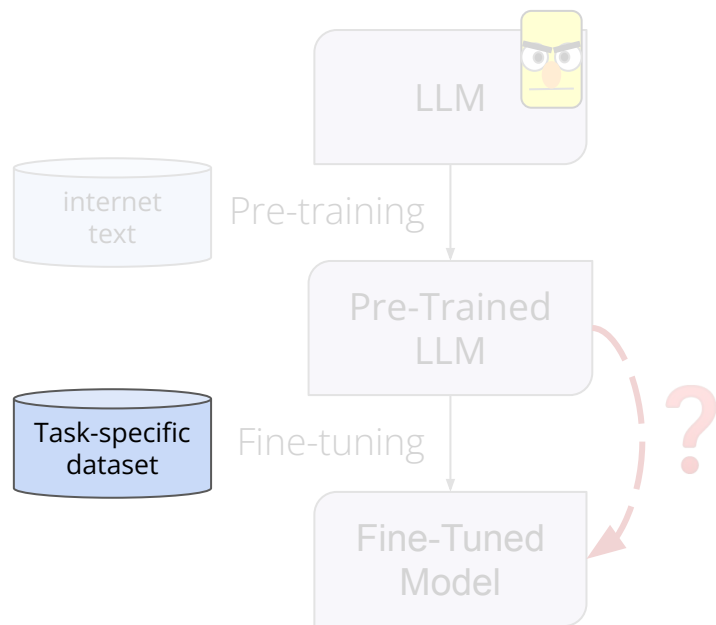 LLM
internet
text
Pre-training
Pre-Trained
LLM
?
Task-specific
dataset
Fine-tuning
Fine-Tuned
Model